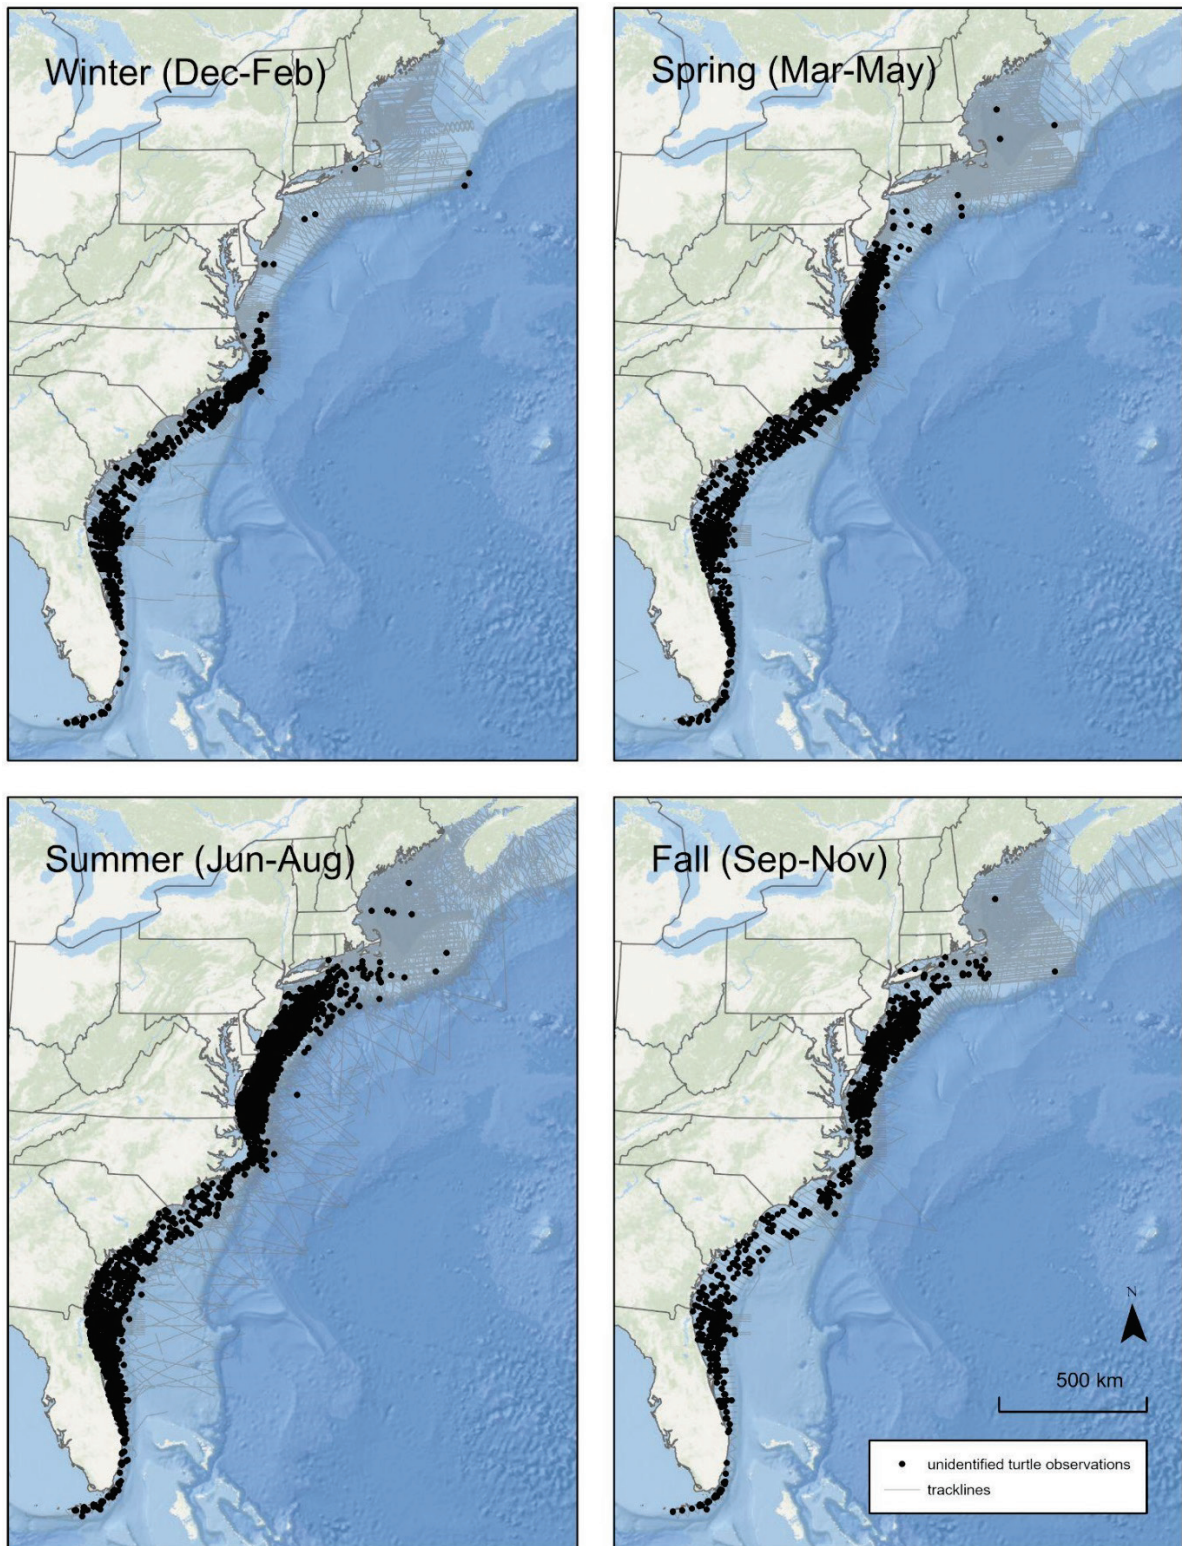 Winter (Dec-Feb)
Spring (Mar-May)
Summer (Jun-Aug)
Fall (Sep-Nov)
N
500 km
unidentified turtle observations
tracklines